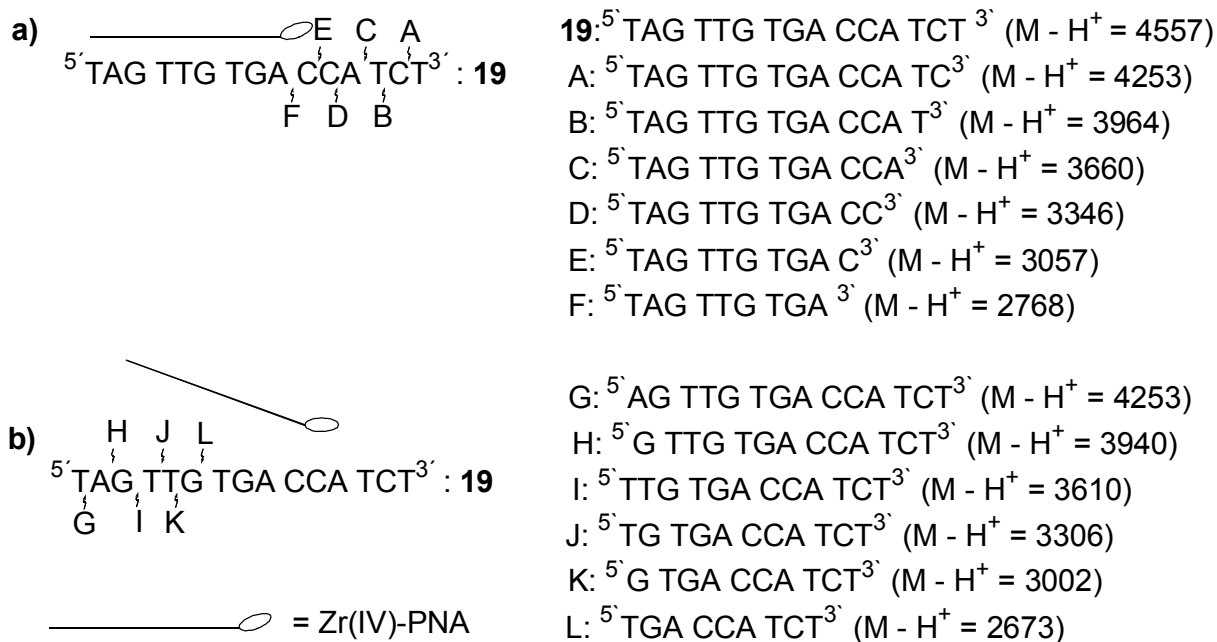 a)
E C A
5´TAG TTG TGA CCA TCT3´ : 19
F D B
19:5`TAG TTG TGA CCA TCT 3` (M - H+ = 4557)
A: 5`TAG TTG TGA CCA TC3` (M - H+ = 4253)
B: 5`TAG TTG TGA CCA T3` (M - H+ = 3964)
C: 5`TAG TTG TGA CCA3` (M - H+ = 3660)
D: 5`TAG TTG TGA CC3` (M - H+ = 3346)
E: 5`TAG TTG TGA C3` (M - H+ = 3057)
F: 5`TAG TTG TGA 3` (M - H+ = 2768)
b)
H J L
5´TAG TTG TGA CCA TCT3´ : 19
G I K
= Zr(IV)-PNA
G: 5`AG TTG TGA CCA TCT3` (M - H+ = 4253)
H: 5`G TTG TGA CCA TCT3` (M - H+ = 3940)
I: 5`TTG TGA CCA TCT3` (M - H+ = 3610)
J: 5`TG TGA CCA TCT3` (M - H+ = 3306)
K: 5`G TGA CCA TCT3` (M - H+ = 3002)
L: 5`TGA CCA TCT3` (M - H+ = 2673)